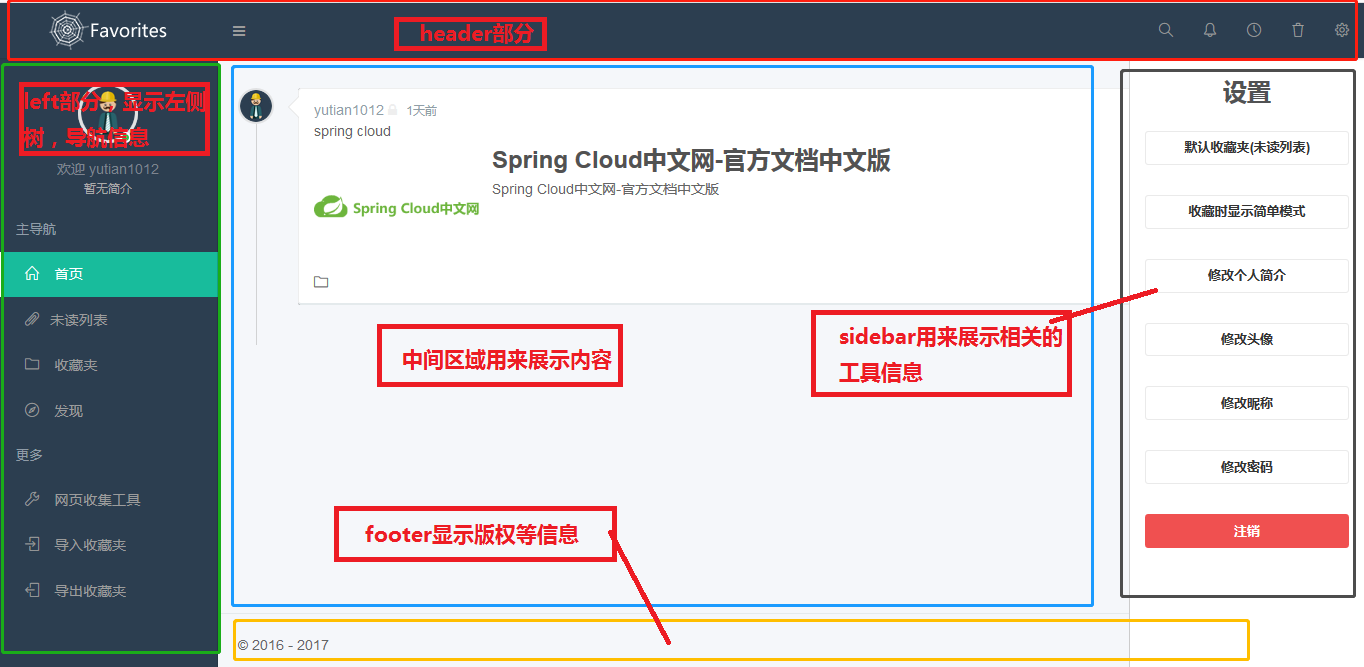 Favorites
header部分
left部分，显示左侧
树，导航信息
欢迎 yutian1012
暂无简介
主导航
首页
未读列表
收藏夹
发现
更多
网页收集工具
导入收藏夹
导出收藏夹
yutian1012 1天前
spring cloud
Spring Cloud中文网-官方文档中文版
Spring Cloud中文网-官方文档中文版
Spring Cloud中文网
中间区域用来展示内容
sidebar用来展示相关的
工具信息
footer显示版权等信息
© 2016 - 2017
设置
默认收藏夹(未读列表)
收藏时显示简单模式
修改个人简介
修改头像
修改昵称
修改密码
注销